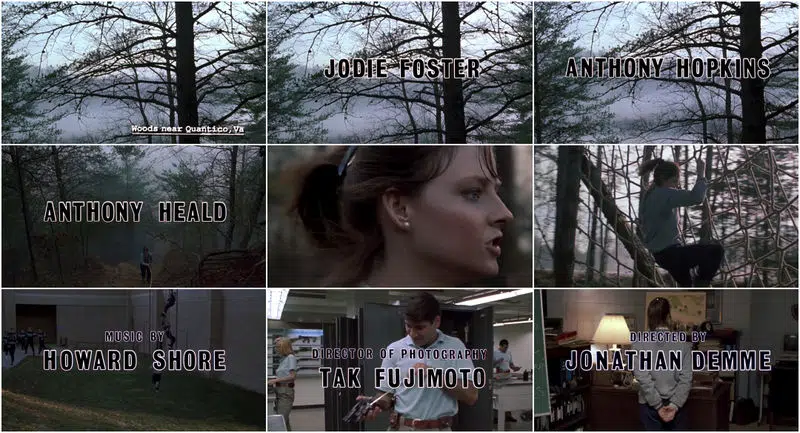 Woods near Quantico, Va
JODIE FOSTER
ANTHONY HOPKINS
ANTHONY HEALD
MUSIC BY
HOWARD SHORE
DIRECTOR OF PHOTOGRAPHY
TAK FUJIMOTO
DIRECTED BY
JONATHAN DEMME